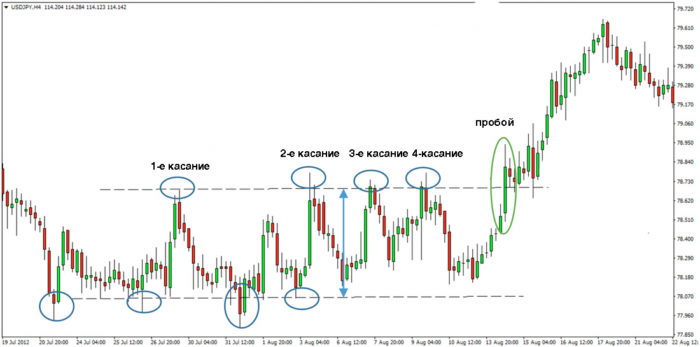 USDJPY,H4 114.204 114.284 114.123 114.142
79.720
79.610
79.500
79.390
79.280
79.170
79.060
78.950
78.840
78.730
78.620
78.510
78.400
78.290
78.180
78.070
77.960
77.850
пробой
1-е касание
2-е касание
3-е касание
4-касание
19 Jul 2012
20 Jul 20:00
24 Jul 04:00
25 Jul 12:00
26 Jul 20:00
30 Jul 04:00
31 Jul 12:00
1 Aug 20:00
3 Aug 04:00
6 Aug 12:00
7 Aug 20:00
9 Aug 04:00
10 Aug 12:00
13 Aug 20:00
15 Aug 04:00
16 Aug 12:00
17 Aug 20:00
21 Aug 04:00
22 Aug 12: